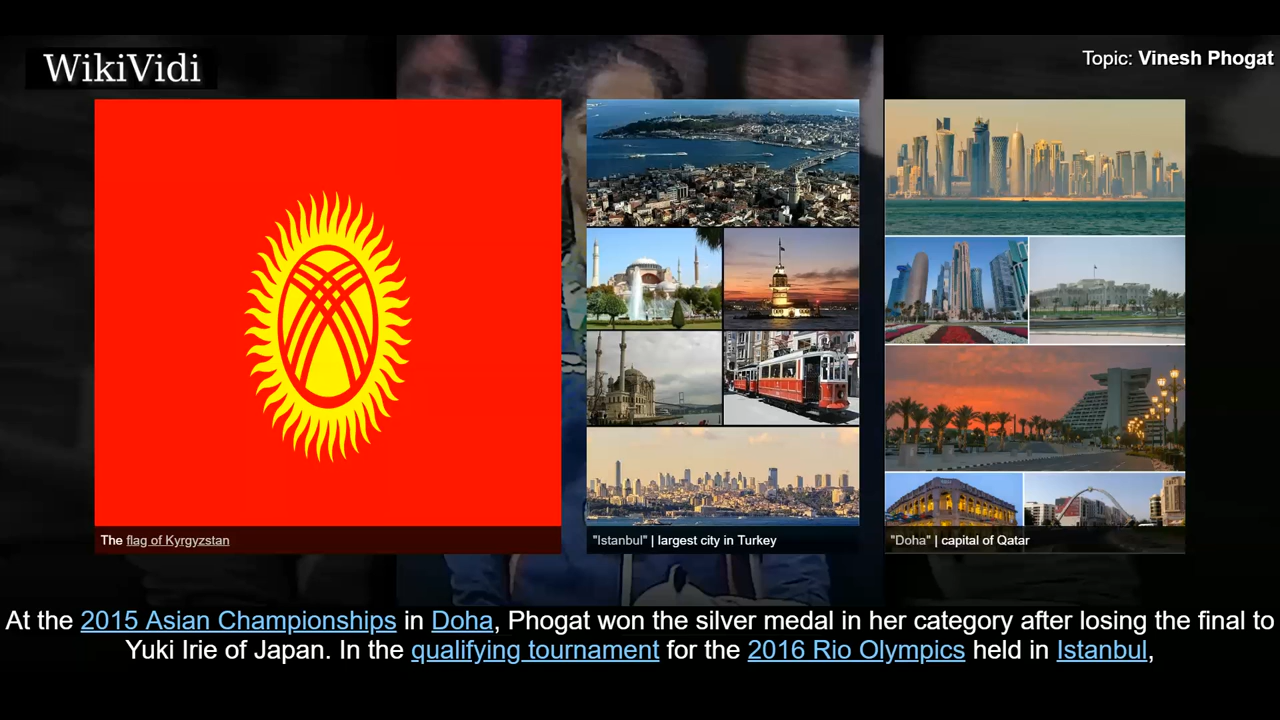 WikiVidi
Topic: Vinesh Phogat
The flag of Kyrgyzstan
"Istanbul" | largest city in Turkey
"Doha" | capital of Qatar
At the 2015 Asian Championships in Doha, Phogat won the silver medal in her category after losing the final to
Yuki Irie of Japan. In the qualifying tournament for the 2016 Rio Olympics held in Istanbul,